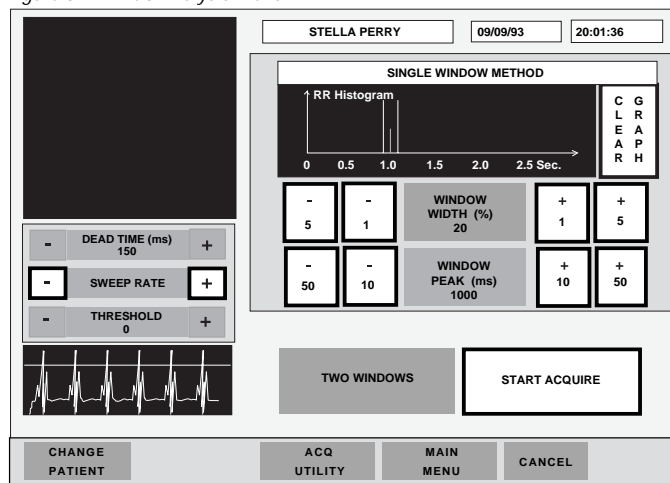 STELLA PERRY
09/09/93
20:01:36
SINGLE WINDOW METHOD
RR Histogram
0 0.5 1.0 1.5 2.0 2.5 Sec.
CLEAR GRAPH
-
5
-
1
WINDOW
WIDTH (%)
20
+
1
+
5
-
50
-
10
WINDOW
PEAK (ms)
1000
+
10
+
50
- DEAD TIME (ms) +
150
- SWEEP RATE +
- THRESHOLD +
0
TWO WINDOWS
START ACQUIRE
CHANGE
PATIENT
ACQ
UTILITY
MAIN
MENU
CANCEL